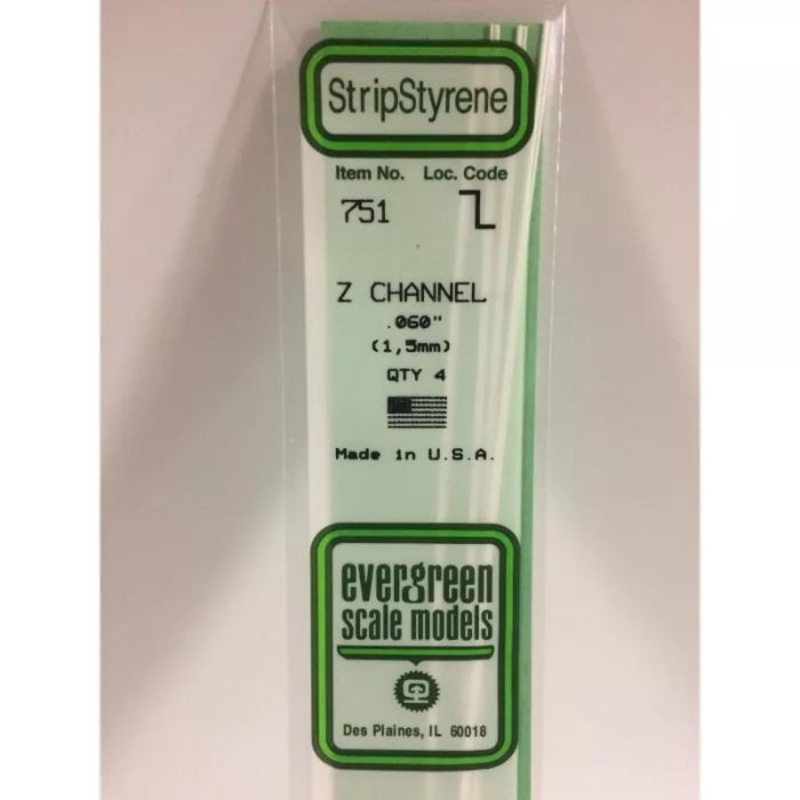 StripStyrene
Item No. Loc. Code
751
Z CHANNEL
.060"
(1,5mm)
QTY 4
Made in U.S.A.
evergreen
scale models
Des Plaines, IL 60018